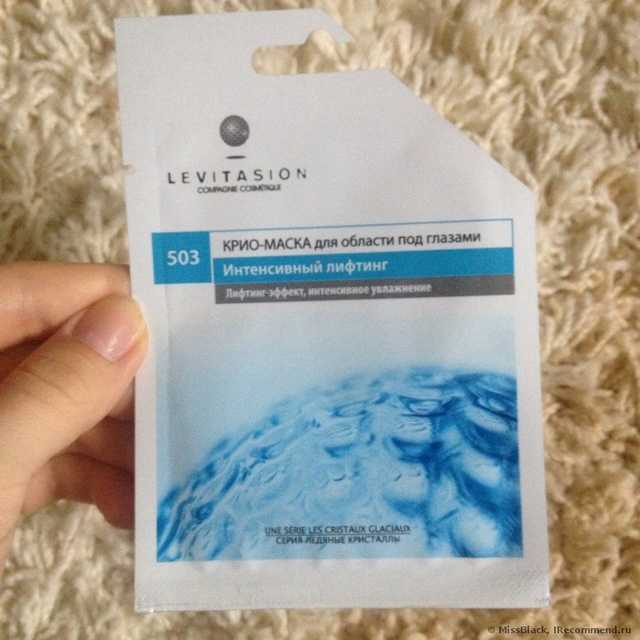 LEVITASION
COMPAGNIE COSMÉTIQUE
503
КРИО-МАСКА для области под глазами
Интенсивный лифтинг
Лифтинг-эффект, интенсивное увлажнение
UNE SÉRIE LES CRISTAUX GLACIAUX
СЕРИЯ ЛЕДЯНЫЕ КРИСТАЛЛЫ
© MissBlack, IRecommend.ru